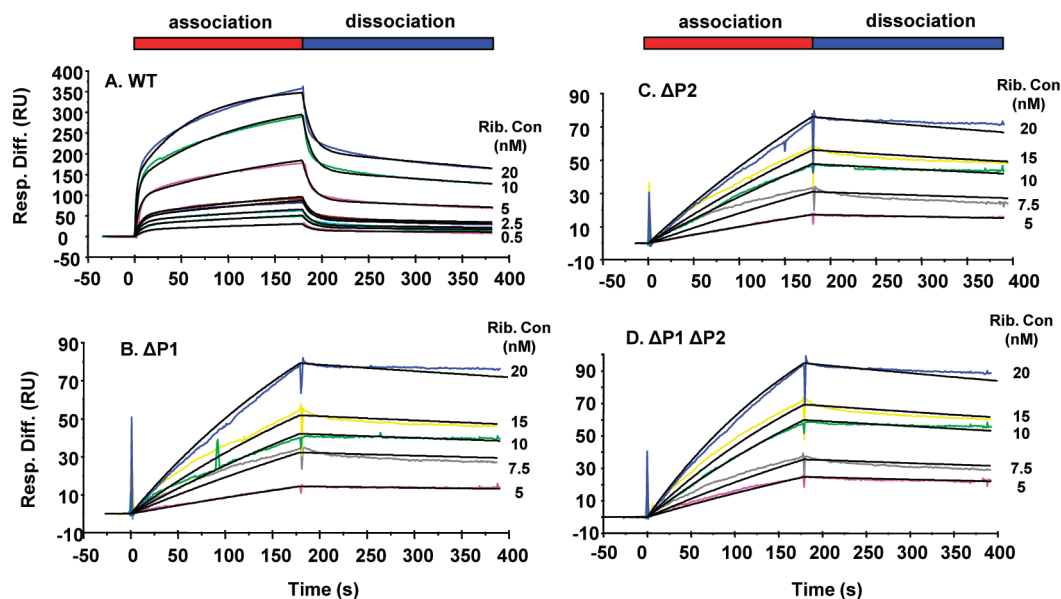 association dissociation
association dissociation
A. WT
Resp. Diff. (RU)
400
350
300
250
200
150
100
50
0
-50
-50 0 50 100 150 200 250 300 350 400
Rib. Con
(nM)
20
10
5
2.5
0.5
C. ΔP2
90
70
50
30
10
-10
-50 0 50 100 150 200 250 300 350 400
Rib. Con
(nM)
20
15
10
7.5
5
B. ΔP1
Resp. Diff. (RU)
90
70
50
30
10
-10
-50 0 50 100 150 200 250 300 350 400
Time (s)
Rib. Con
(nM)
20
15
10
7.5
5
D. ΔP1 ΔP2
90
70
50
30
10
-10
-50 0 50 100 150 200 250 300 350 400
Time (s)
Rib. Con
(nM)
20
15
10
7.5
5